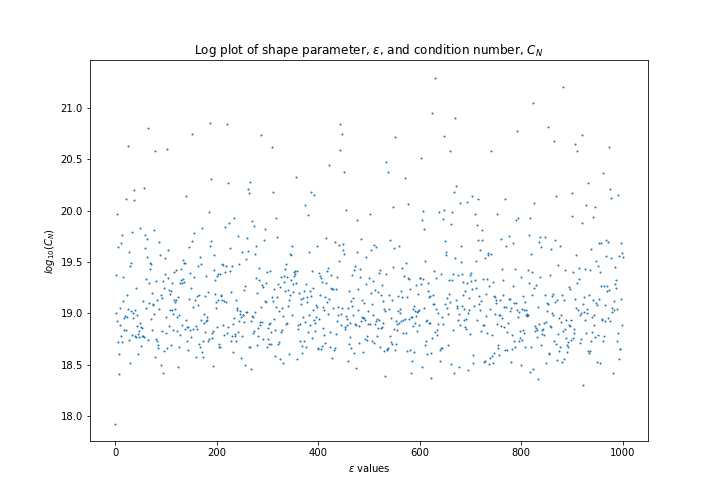 Log plot of shape parameter, ε, and condition number, C_N
log₁₀(C_N)
21.0
20.5
20.0
19.5
19.0
18.5
18.0
0 200 400 600 800 1000
ε values